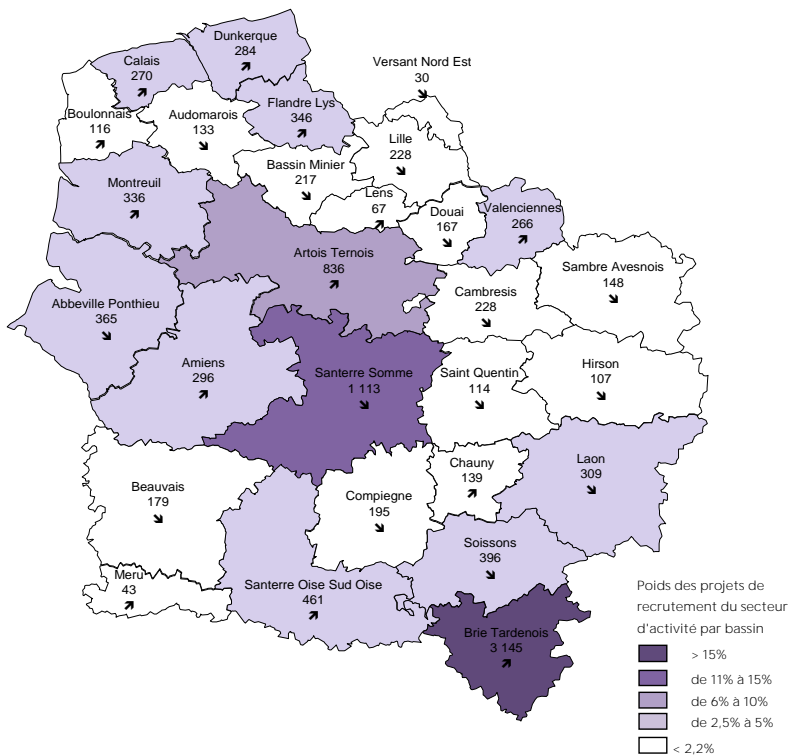 Dunkerque
284
↗
Calais
270
↗
Versant Nord Est
30
↘
Boulonnais
116
↗
Audomarois
133
↘
Flandre Lys
346
↗
Lille
228
↘
Bassin Minier
217
↘
Montreuil
336
↗
Lens
67
↗
Douai
167
↘
Valenciennes
266
↗
Artois Ternois
836
↗
Sambre Avesnois
148
↘
Abbeville Ponthieu
365
↘
Cambresis
228
↘
Amiens
296
↗
Santerre Somme
1 113
↘
Saint Quentin
114
↘
Hirson
107
↘
Beauvais
179
↘
Compiegne
195
↘
Chauny
139
↗
Laon
309
↘
Soissons
396
↘
Meru
43
↗
Santerre Oise Sud Oise
461
↗
Brie Tardenois
3 145
↗
Poids des projets de
recrutement du secteur
d'activité par bassin
> 15%
de 11% à 15%
de 6% à 10%
de 2,5% à 5%
< 2,2%